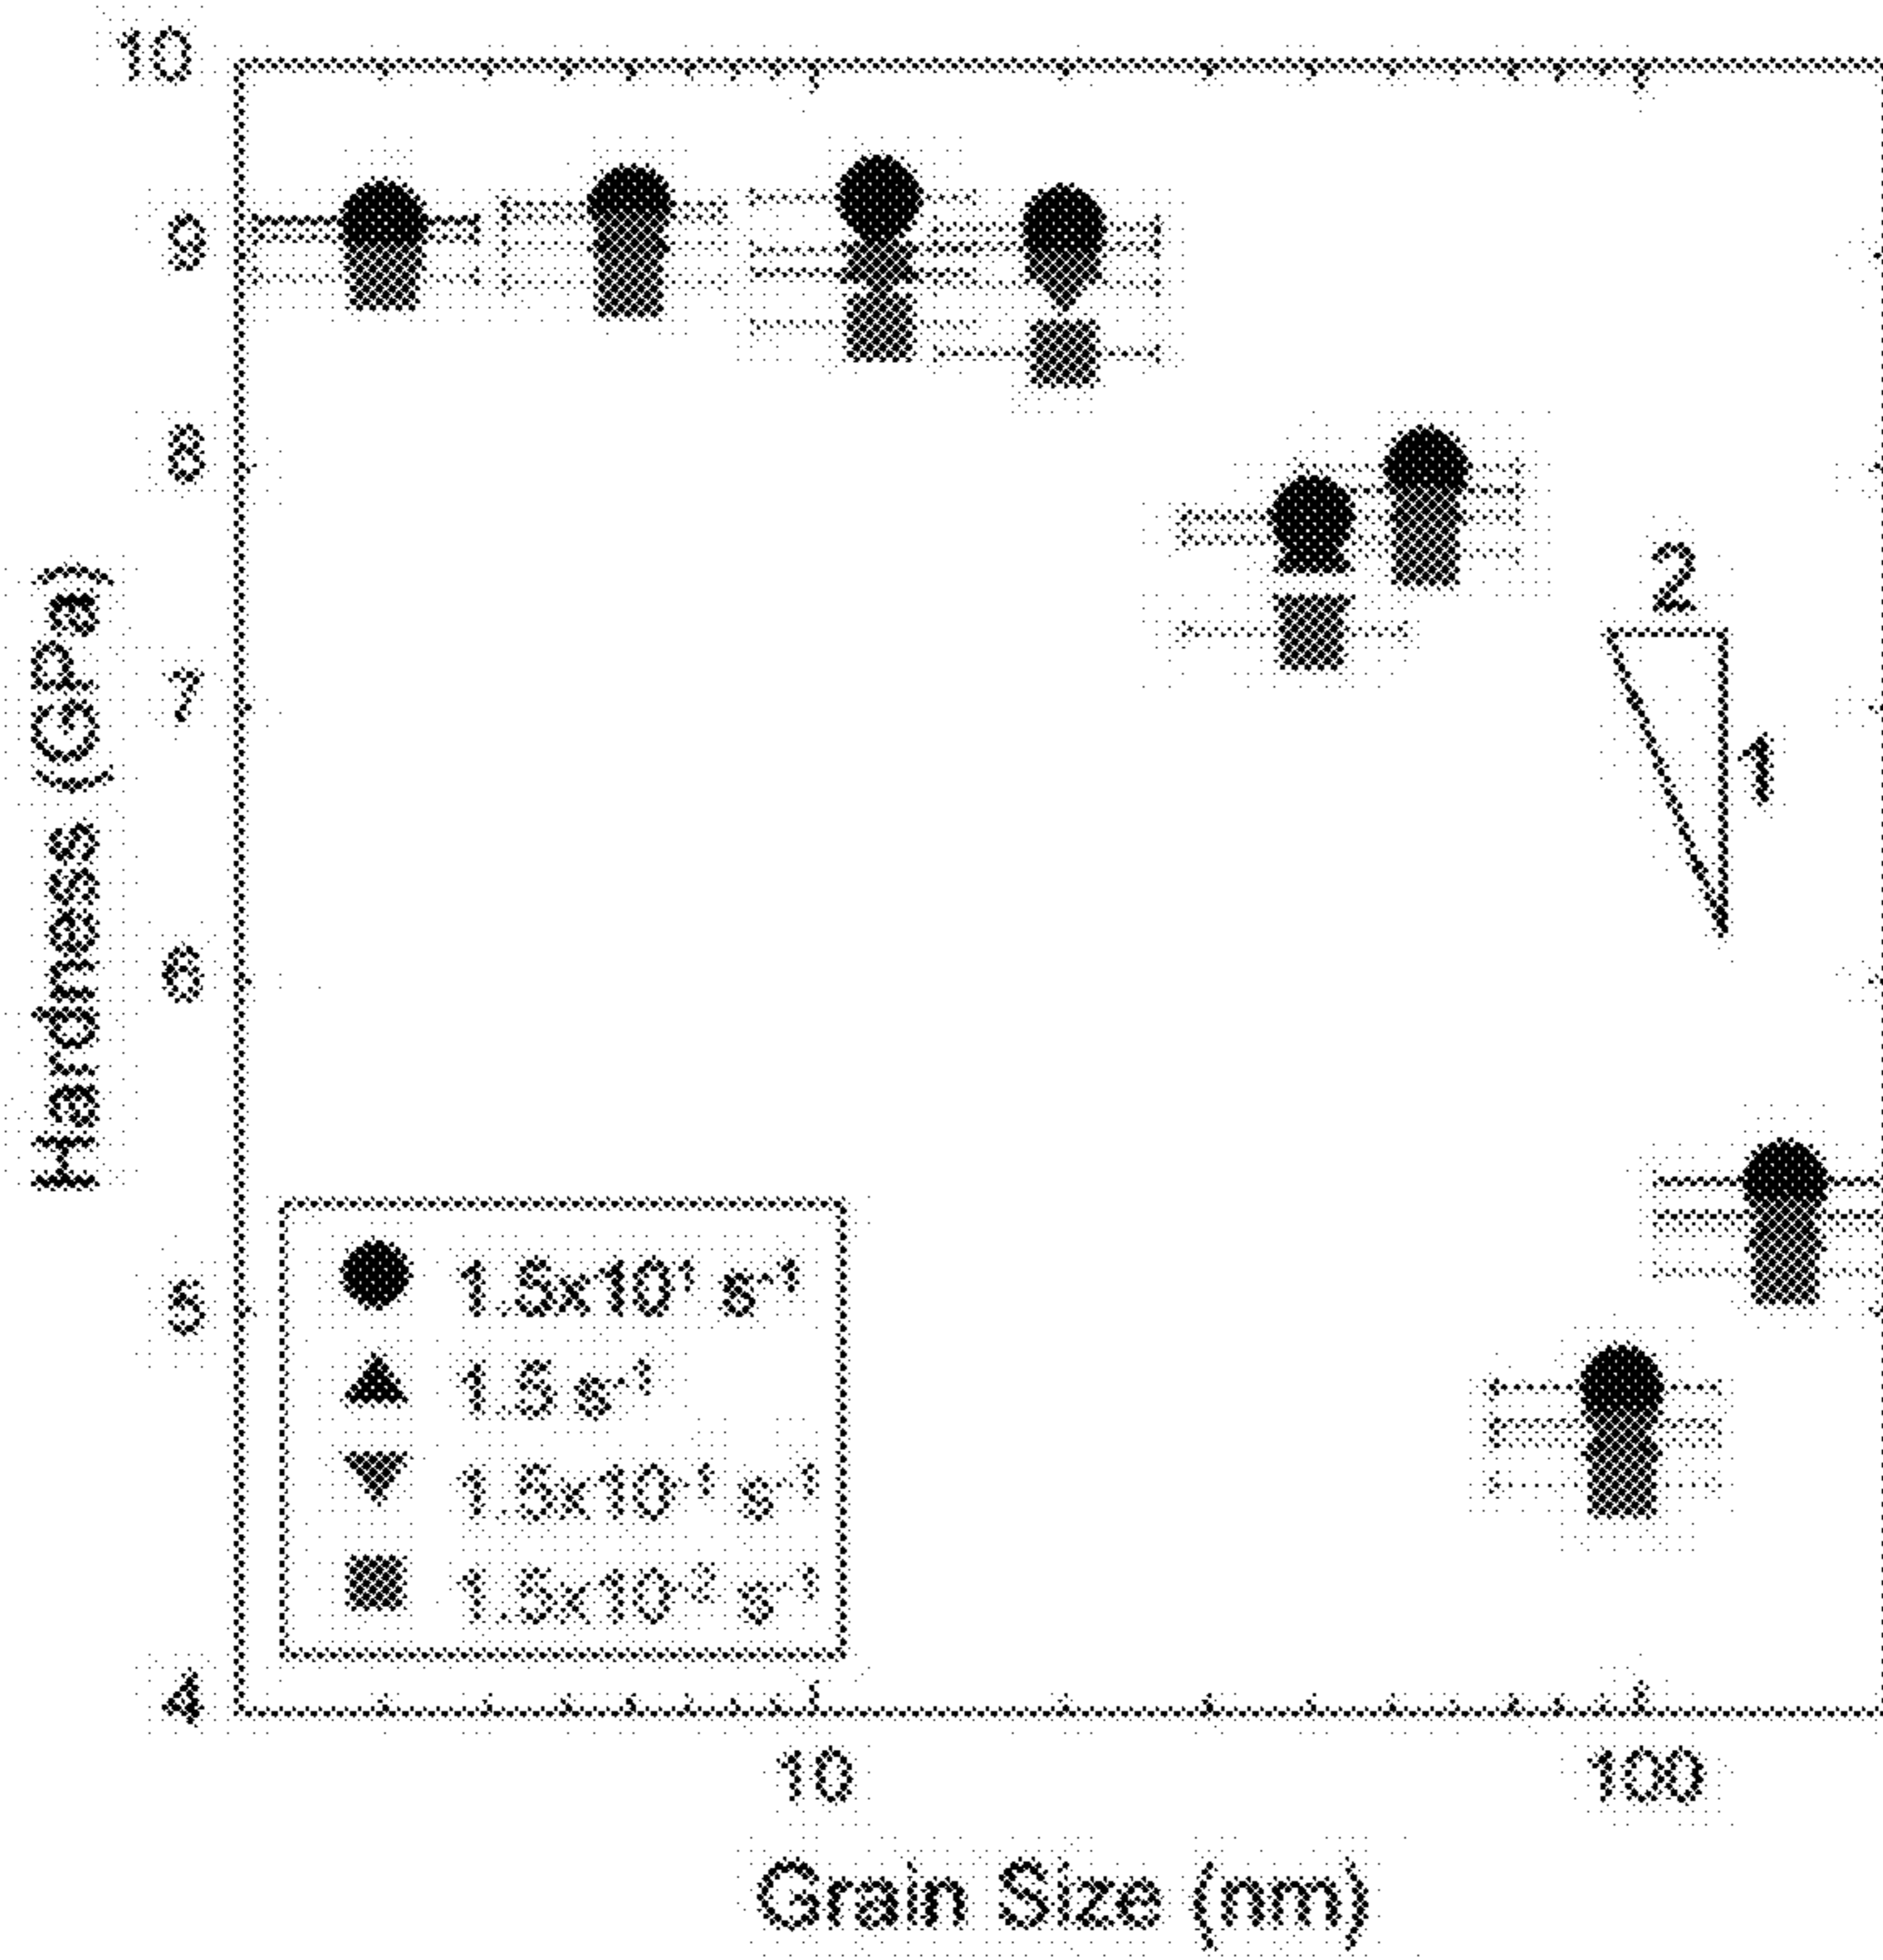 10
9
8
7
6
5
4
Hardness (GPa)
2
1
1.5x10¹ s⁻¹
1.5 s⁻¹
1.5x10⁻¹ s⁻¹
1.5x10⁻² s⁻¹
10 100
Grain Size (nm)